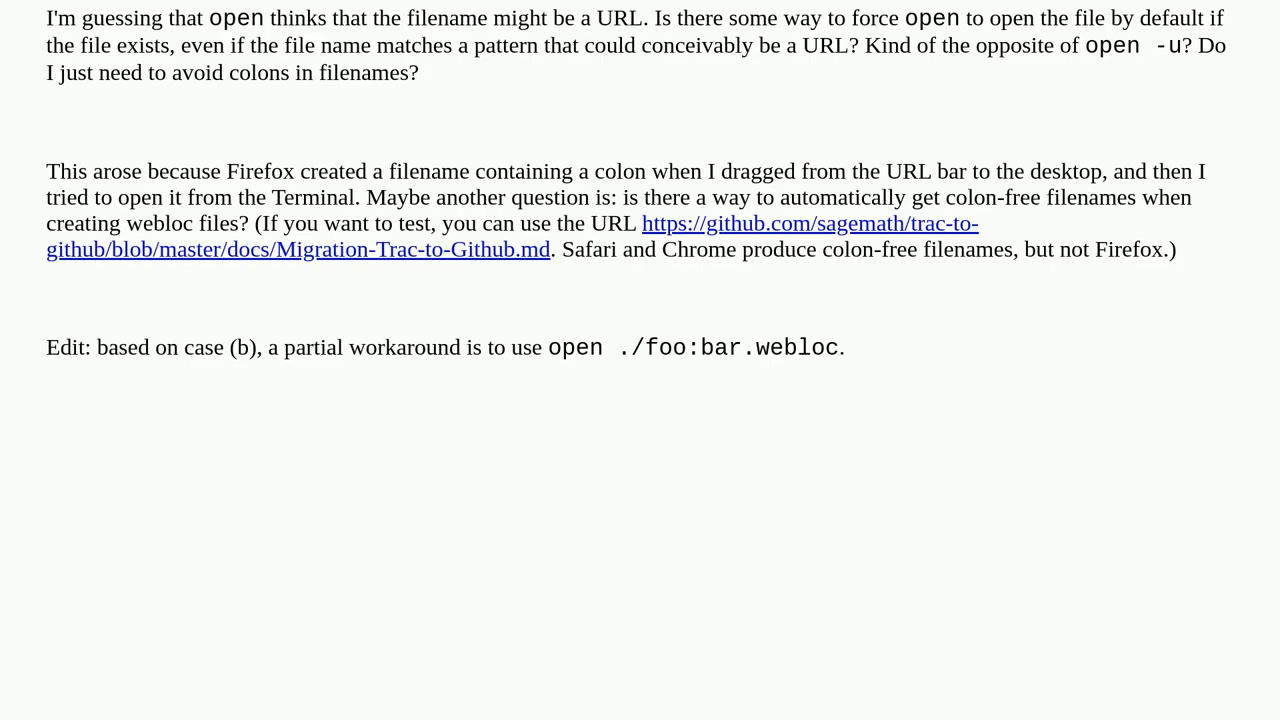 I'm guessing that open thinks that the filename might be a URL. Is there some way to force open to open the file by default if
the file exists, even if the file name matches a pattern that could conceivably be a URL? Kind of the opposite of open -u? Do
I just need to avoid colons in filenames?
This arose because Firefox created a filename containing a colon when I dragged from the URL bar to the desktop, and then I
tried to open it from the Terminal. Maybe another question is: is there a way to automatically get colon-free filenames when
creating webloc files? (If you want to test, you can use the URL https://github.com/sagemath/trac-to-
github/blob/master/docs/Migration-Trac-to-Github.md. Safari and Chrome produce colon-free filenames, but not Firefox.)
Edit: based on case (b), a partial workaround is to use open ./foo:bar.webloc.